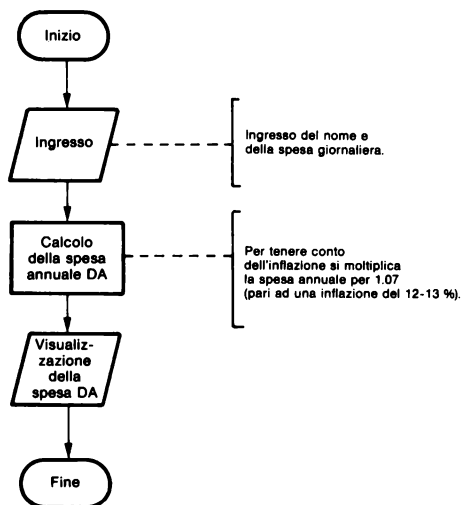 Inizio
Ingresso
Ingresso del nome e
della spesa giornaliera.
Calcolo
della spesa
annuale DA
Per tenere conto
dell'inflazione si moltiplica
la spesa annuale per 1.07
(pari ad una inflazione del 12-13 %).
Visualiz-
zazione
della
spesa DA
Fine